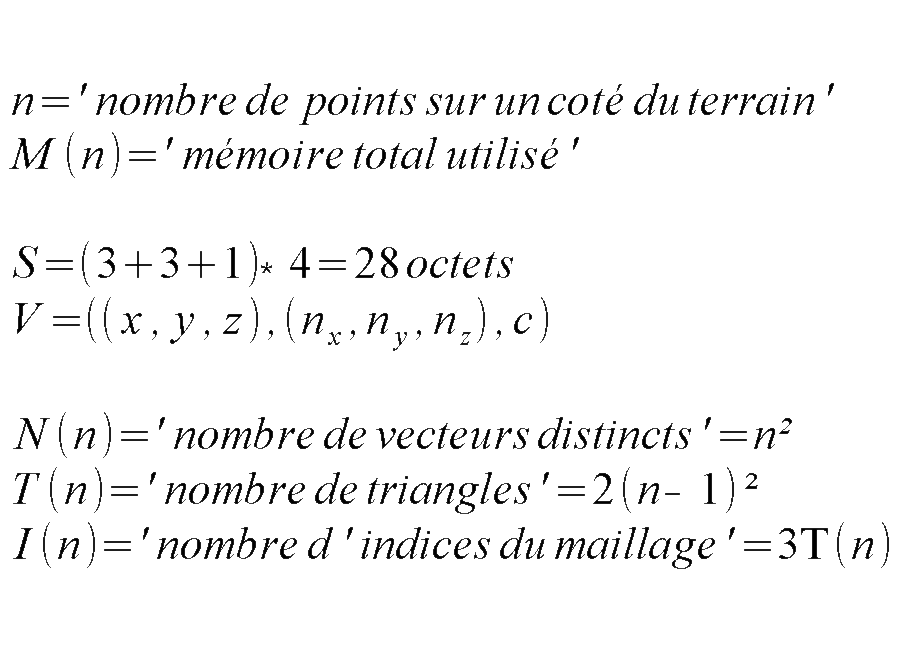 n=' nombre de points sur un coté du terrain '
M (n)=' mémoire total utilisé '
S=(3+3+1)* 4=28 octets
V=((x , y , z) ,(n_x , n_y , n_z) , c)
N (n)=' nombre de vecteurs distincts '=n²
T (n)=' nombre de triangles '=2(n– 1)²
I (n)=' nombre d ' indices du maillage '=3T(n)